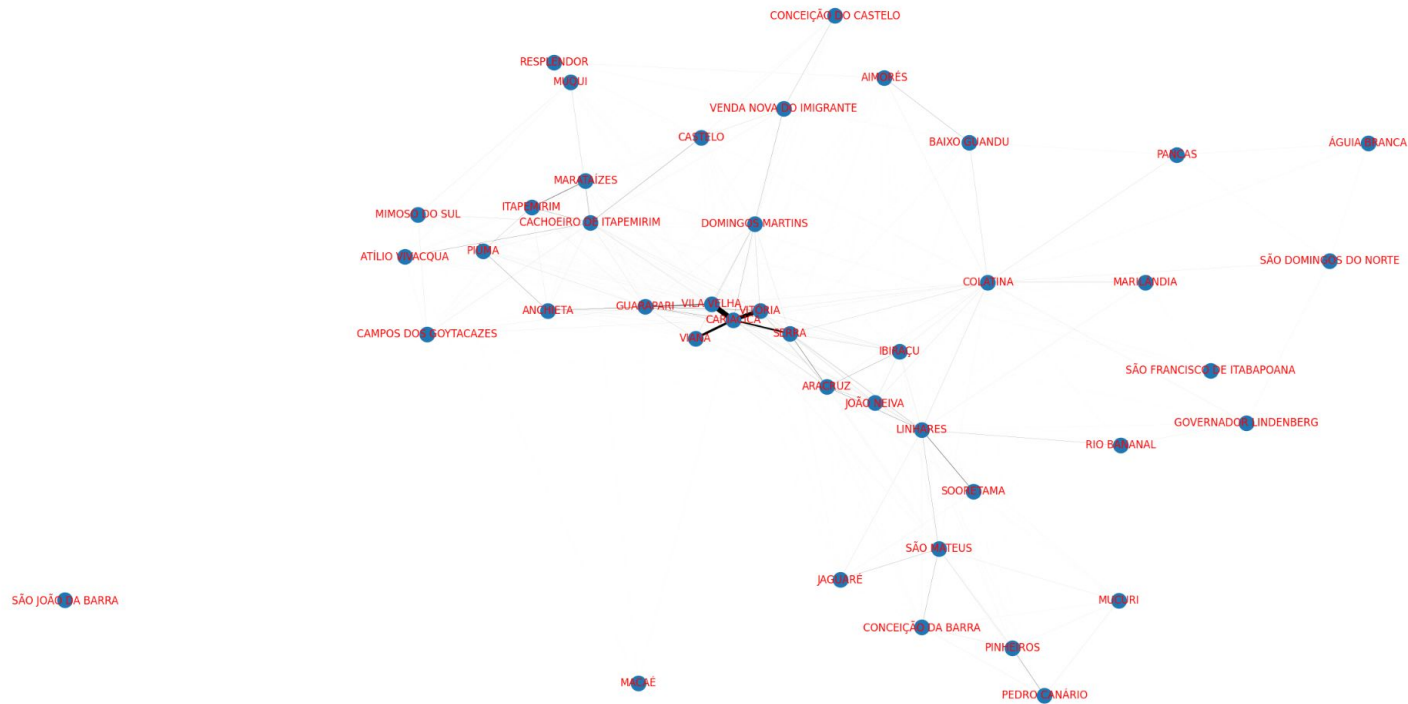 CONCEIÇÃO DO CASTELO
RESPLENDOR
AIMORÉS
MUQUI
VENDA NOVA DO IMIGRANTE
CASTELO
BAIXO GUANDU
ÁGUIA BRANCA
PANCAS
MARATAÍZES
ITAPEMIRIM
MIMOSO DO SUL
CACHOEIRO DE ITAPEMIRIM
DOMINGOS MARTINS
PIÚMA
ATÍLIO VIVACQUA
SÃO DOMINGOS DO NORTE
COLATINA
MARILÂNDIA
VILA VELHA
GUARAPARI
ANCHIETA
VITÓRIA
CARIACICA
CAMPOS DOS GOYTACAZES
SERRA
VIANA
IBIRAÇU
SÃO FRANCISCO DE ITABAPOANA
ARACRUZ
JOÃO NEIVA
GOVERNADOR LINDENBERG
LINHARES
RIO BANANAL
SOORETAMA
SÃO MATEUS
JAGUARÉ
SÃO JOÃO DA BARRA
MUCURI
CONCEIÇÃO DA BARRA
PINHEIROS
MACAÉ
PEDRO CANÁRIO